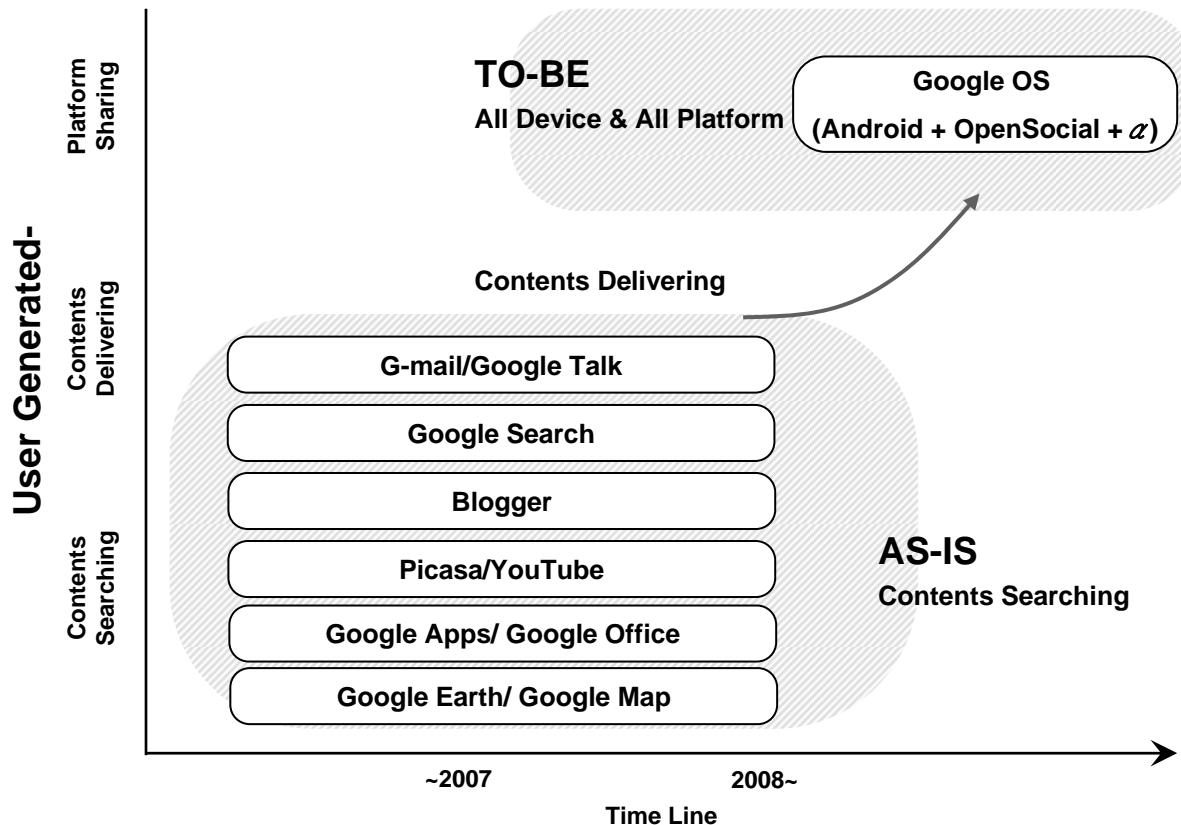 User Generated-
Platform
Sharing
Contents
Delivering
Contents
Searching
TO-BE
All Device & All Platform
Google OS
(Android + OpenSocial + α)
Contents Delivering
G-mail/Google Talk
Google Search
Blogger
Picasa/YouTube
Google Apps/ Google Office
Google Earth/ Google Map
AS-IS
Contents Searching
~2007
2008~
Time Line